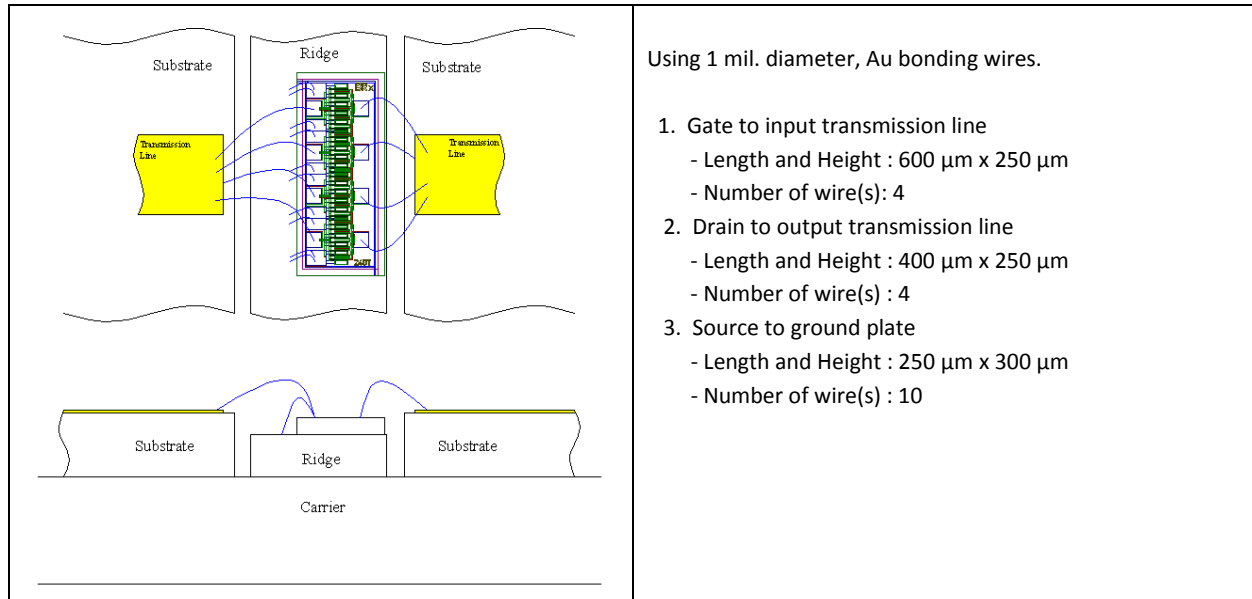 Substrate
Ridge
Substrate
Transmission
Line
Transmission
Line
Substrate
Ridge
Substrate
Carrier
Using 1 mil. diameter, Au bonding wires.
1. Gate to input transmission line
- Length and Height : 600 µm x 250 µm
- Number of wire(s): 4
2. Drain to output transmission line
- Length and Height : 400 µm x 250 µm
- Number of wire(s) : 4
3. Source to ground plate
- Length and Height : 250 µm x 300 µm
- Number of wire(s) : 10